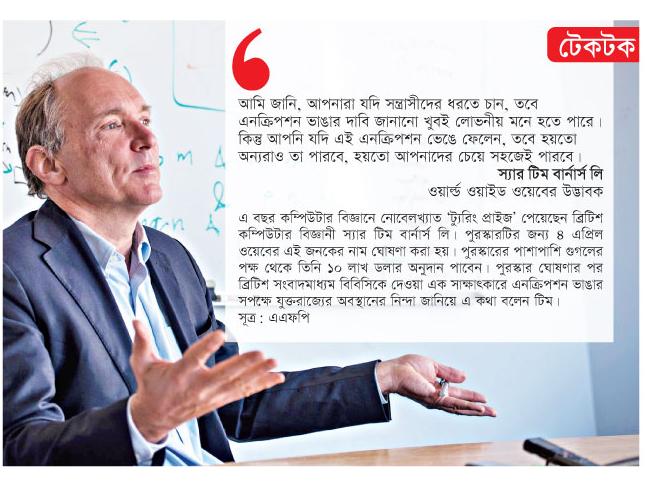 টেকটক
আমি জানি, আপনারা যদি সন্ত্রাসীদের ধরতে চান, তবে
এনক্রিপশন ভাঙার দাবি জানানো খুবই লোভনীয় মনে হতে পারে।
কিন্তু আপনি যদি এই এনক্রিপশন ভেঙে ফেলেন, তবে হয়তো
অন্যরাও তা পারবে, হয়তো আপনাদের চেয়ে সহজেই পারবে।
স্যার টিম বার্নার্স লি
ওয়ার্ল্ড ওয়াইড ওয়েবের উদ্ভাবক
এ বছর কম্পিউটার বিজ্ঞানে নোবেলখ্যাত ‘ট্যুরিং প্রাইজ’ পেয়েছেন ব্রিটিশ
কম্পিউটার বিজ্ঞানী স্যার টিম বার্নার্স লি। পুরস্কারটির জন্য ৪ এপ্রিল
ওয়েবের এই জনকের নাম ঘোষণা করা হয়। পুরস্কারের পাশাপাশি গুগলের
পক্ষ থেকে তিনি ১০ লাখ ডলার অনুদান পাবেন। পুরস্কার ঘোষণার পর
ব্রিটিশ সংবাদমাধ্যম বিবিসিকে দেওয়া এক সাক্ষাৎকারে এনক্রিপশন ভাঙার
সপক্ষে যুক্তরাজ্যের অবস্থানের নিন্দা জানিয়ে এ কথা বলেন টিম।
সূত্র : এএফপি